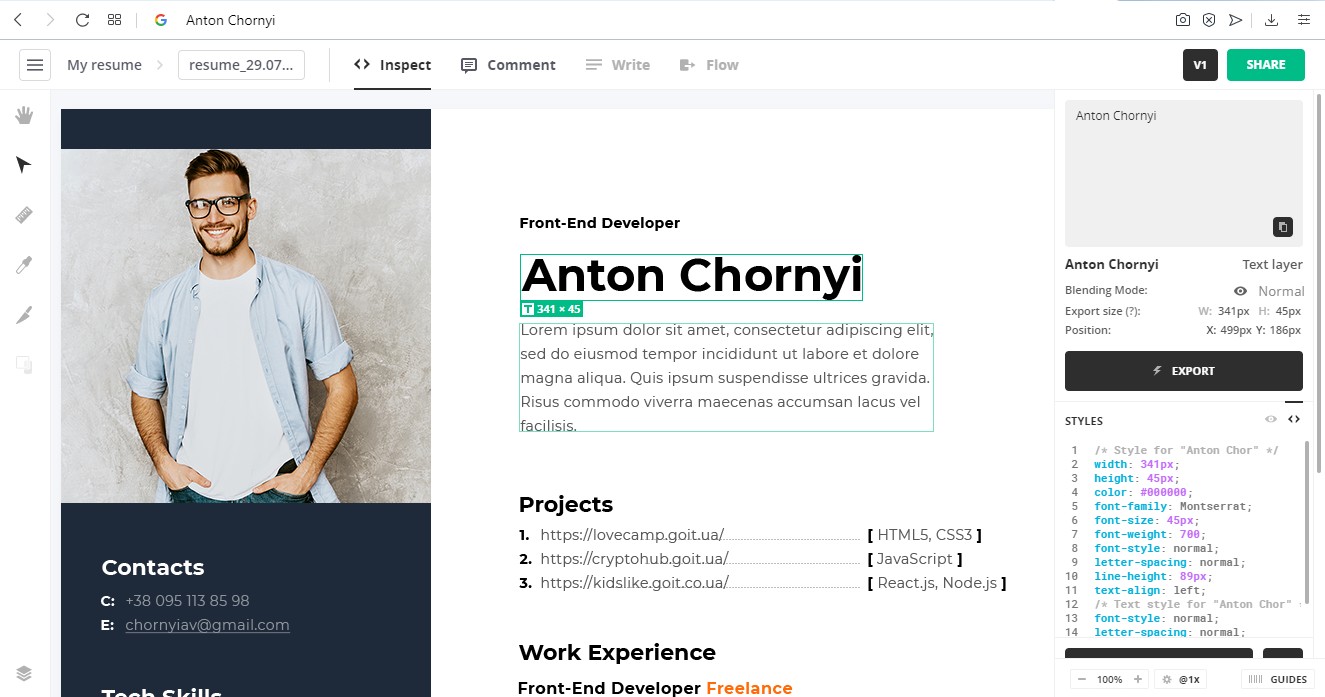 Anton Chornyi
My resume
resume_29.07...
Inspect
Comment
Write
Flow
V1
SHARE
Front-End Developer
Anton Chornyi
T 341 × 45
Lorem ipsum dolor sit amet, consectetur adipiscing elit,
sed do eiusmod tempor incididunt ut labore et dolore
magna aliqua. Quis ipsum suspendisse ultrices gravida.
Risus commodo viverra maecenas accumsan lacus vel
facilisis.
Projects
1. https://lovecamp.goit.ua/ [ HTML5, CSS3 ]
2. https://cryptohub.goit.ua/ [ JavaScript ]
3. https://kidslike.goit.co.ua/ [ React.js, Node.js ]
Work Experience
Front-End Developer Freelance
Contacts
C: +38 095 113 85 98
E: chornyiav@gmail.com
Tech Skills
Anton Chornyi
Anton Chornyi Text layer
Blending Mode: Normal
Export size (?): W: 341px H: 45px
Position: X: 499px Y: 186px
EXPORT
STYLES
1 /* Style for "Anton Chor" */
2 width: 341px;
3 height: 45px;
4 color: #000000;
5 font-family: Montserrat;
6 font-size: 45px;
7 font-weight: 700;
8 font-style: normal;
9 letter-spacing: normal;
10 line-height: 89px;
11 text-align: left;
12 /* Text style for "Anton Chor" *
13 font-style: normal;
14 letter-spacing: normal;
100%
@1x
GUIDES